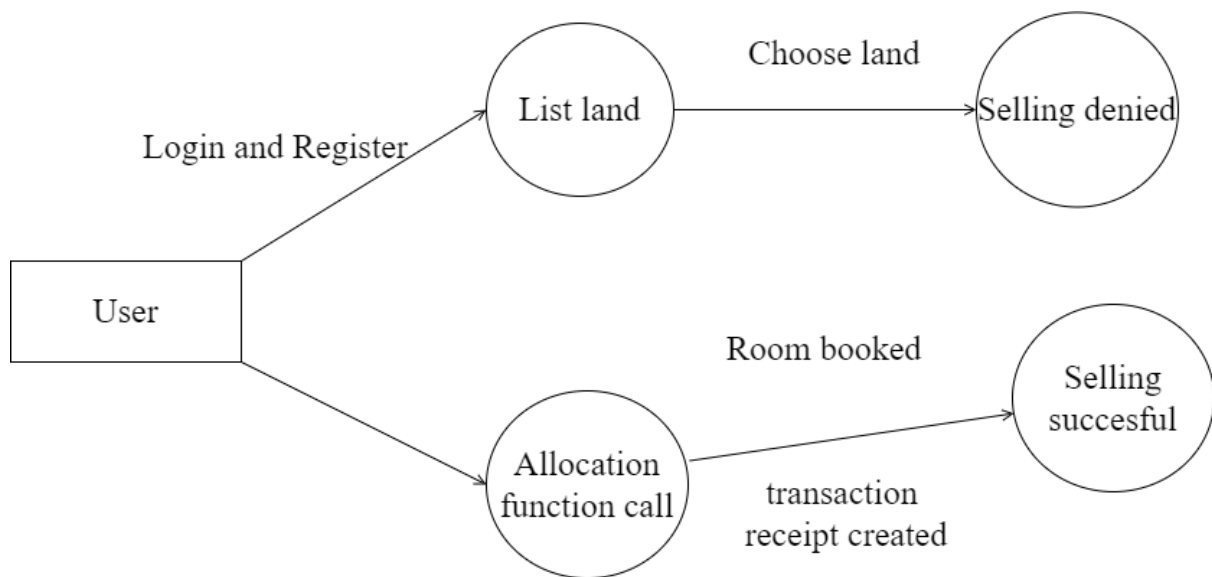 Choose land
List land
Selling denied
Login and Register
User
Room booked
Selling
succesful
Allocation
function call
transaction
receipt created